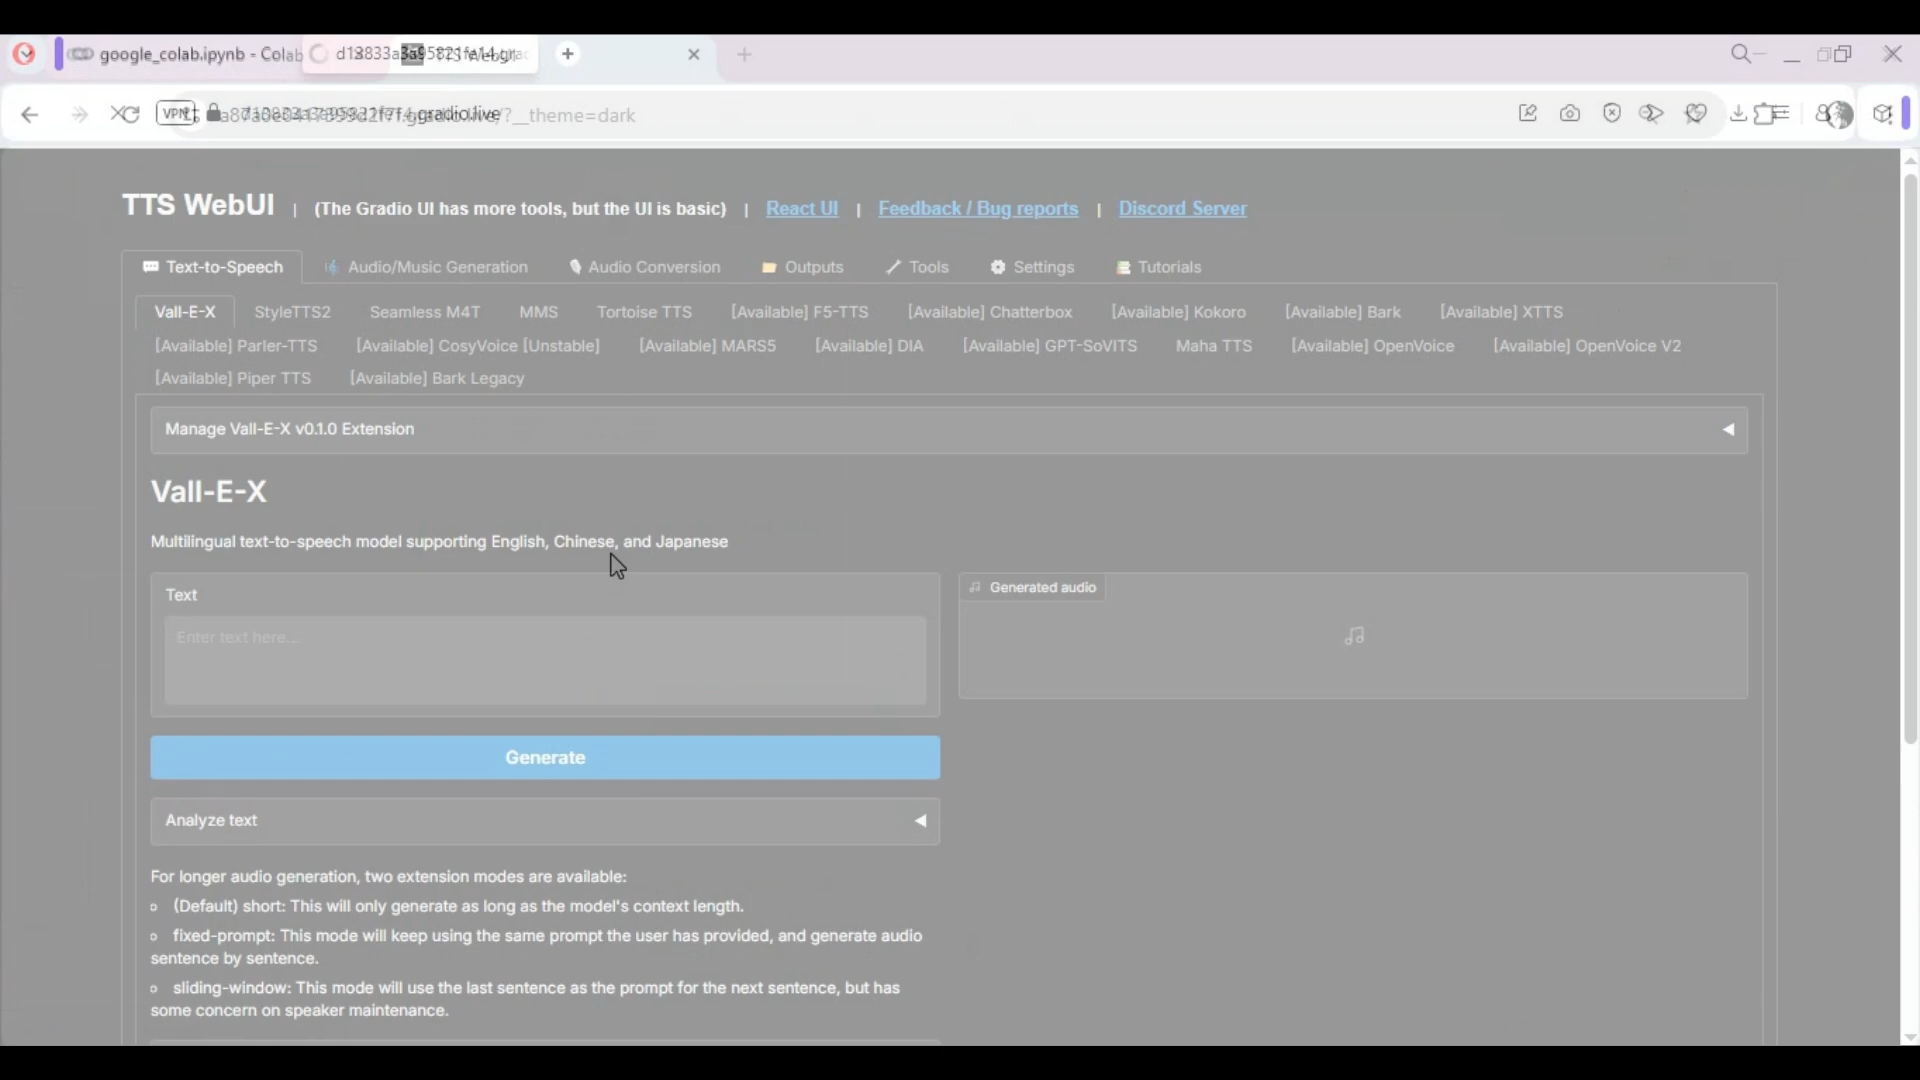 google_colab.ipynb - Colab
VPN
.gradio.live/?__theme=dark
TTS WebUI | (The Gradio UI has more tools, but the UI is basic) | React UI | Feedback / Bug reports | Discord Server
Text-to-Speech Audio/Music Generation Audio Conversion Outputs Tools Settings Tutorials
Vall-E-X StyleTTS2 Seamless M4T MMS Tortoise TTS [Available] F5-TTS [Available] Chatterbox [Available] Kokoro [Available] Bark [Available] XTTS
[Available] Parler-TTS [Available] CosyVoice [Unstable] [Available] MARS5 [Available] DIA [Available] GPT-SoVITS Maha TTS [Available] OpenVoice [Available] OpenVoice V2
[Available] Piper TTS [Available] Bark Legacy
Manage Vall-E-X v0.1.0 Extension
Vall-E-X
Multilingual text-to-speech model supporting English, Chinese, and Japanese
Text
Generated audio
Enter text here...
Generate
Analyze text
For longer audio generation, two extension modes are available:
(Default) short: This will only generate as long as the model's context length.
fixed-prompt: This mode will keep using the same prompt the user has provided, and generate audio
sentence by sentence.
sliding-window: This mode will use the last sentence as the prompt for the next sentence, but has
some concern on speaker maintenance.